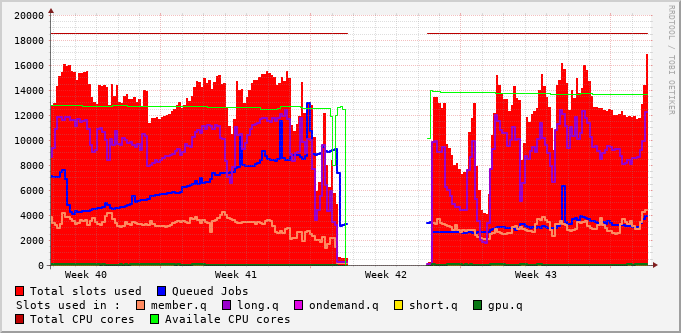 20000
18000
16000
14000
12000
10000
8000
6000
4000
2000
0
Week 40 Week 41 Week 42 Week 43
Total slots used Queued Jobs
Slots used in : member.q long.q ondemand.q short.q gpu.q
Total CPU cores Availale CPU cores
RRDTOOL / TOBI OETIKER